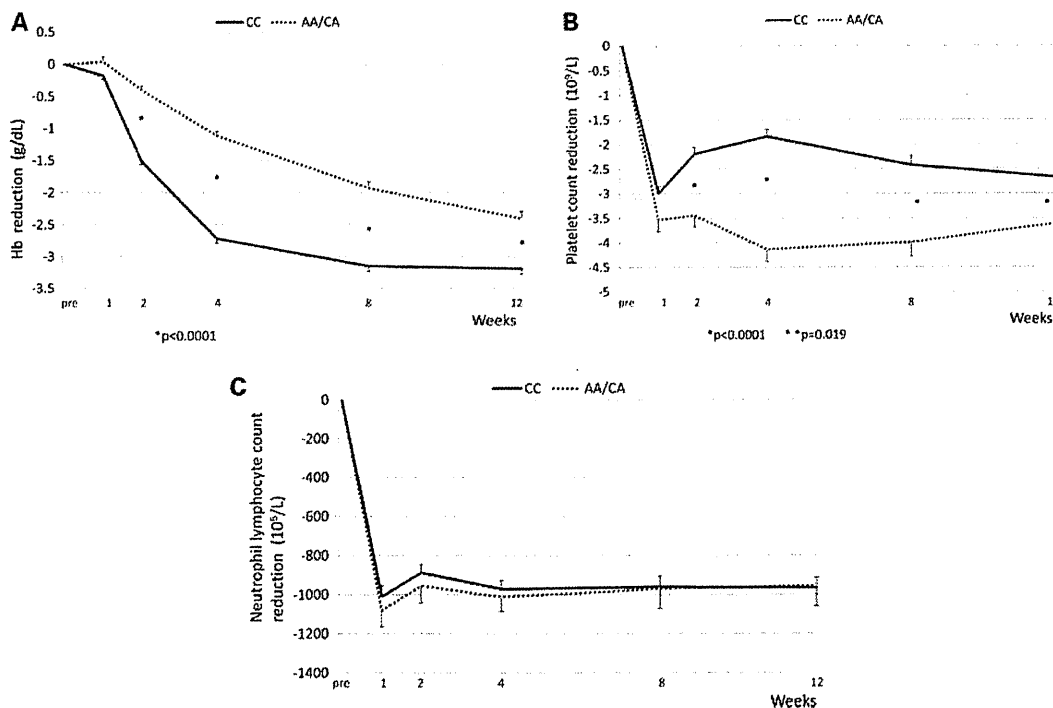 A
CC AA/CA
Hb reduction (g/dL)
0.5
0
-0.5
-1
-1.5
-2
-2.5
-3
-3.5
* * * *
pre 1 2 4 8 12
Weeks
*p<0.0001
B
CC AA/CA
Platelet count reduction (10⁹/L)
0
-0.5
-1
-1.5
-2
-2.5
-3
-3.5
-4
-4.5
-5
* * * *
pre 1 2 4 8 1
Weeks
*p<0.0001 * *p=0.019
C
CC AA/CA
Neutrophil lymphocyte count
reduction (10⁵/L)
0
-200
-400
-600
-800
-1000
-1200
-1400
pre 1 2 4 8 12
Weeks